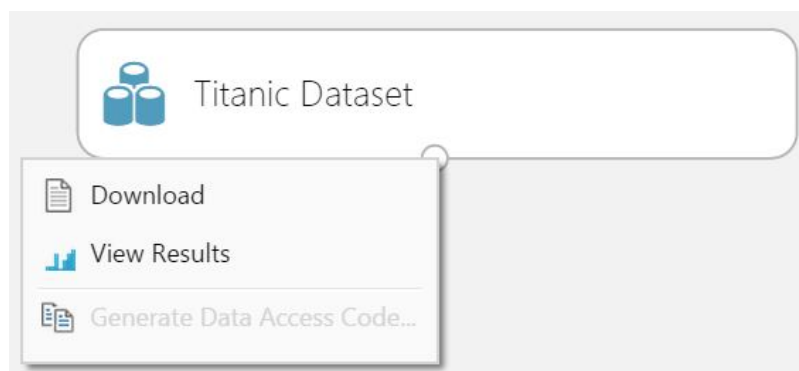 Titanic Dataset
Download
View Results
Generate Data Access Code...